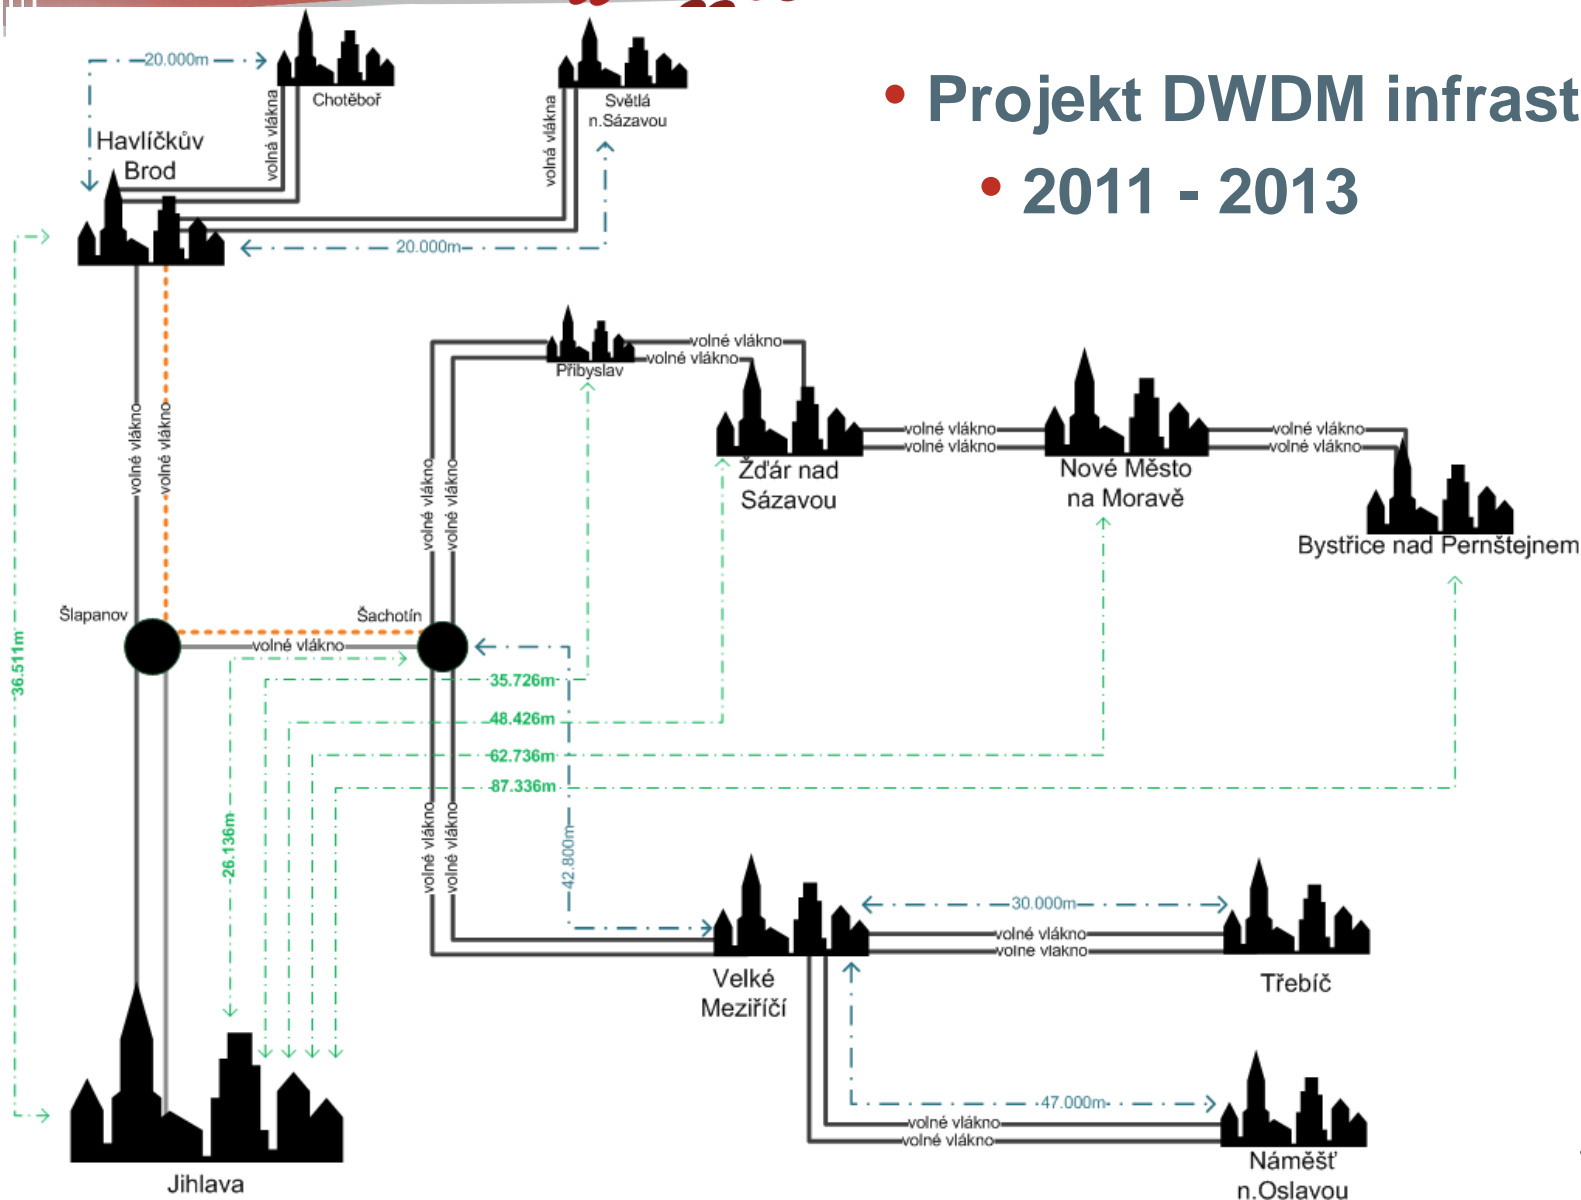 • Projekt DWDM infrast
• 2011 - 2013
20.000m
Chotěboř
Světlá
n.Sázavou
volná vlákna
volná vlákna
Havlíčkův
Brod
20.000m
36.511m
volné vlákno
volné vlákno
Přibyslav
volné vlákno
volné vlákno
Žďár nad
Sázavou
volné vlákno
volné vlákno
Nové Město
na Moravě
volné vlákno
volné vlákno
Bystřice nad Pernštejnem
volné vlákno
volné vlákno
Šlapanov
Šachotín
volné vlákno
35.726m
48.426m
62.736m
87.336m
26.136m
volné vlákno
volné vlákno
42.800m
30.000m
volné vlákno
volne vlakno
Velké
Meziříčí
Třebíč
47.000m
volné vlákno
volné vlákno
Náměšť
n.Oslavou
Jihlava